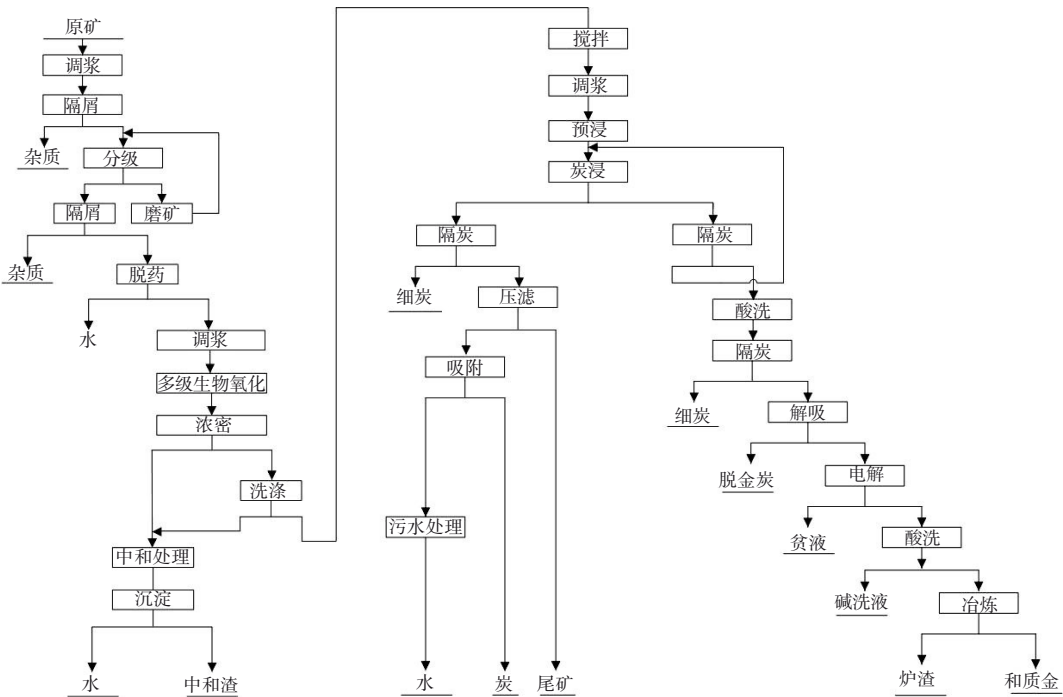 原矿
调浆
隔屑
杂质
分级
隔屑
磨矿
杂质
脱药
水
调浆
多级生物氧化
浓密
洗涤
中和处理
沉淀
水
中和渣
搅拌
调浆
预浸
炭浸
隔炭
隔炭
细炭
压滤
吸附
污水处理
水
炭
尾矿
酸洗
隔炭
细炭
解吸
脱金炭
电解
贫液
酸洗
碱洗液
冶炼
炉渣
和质金